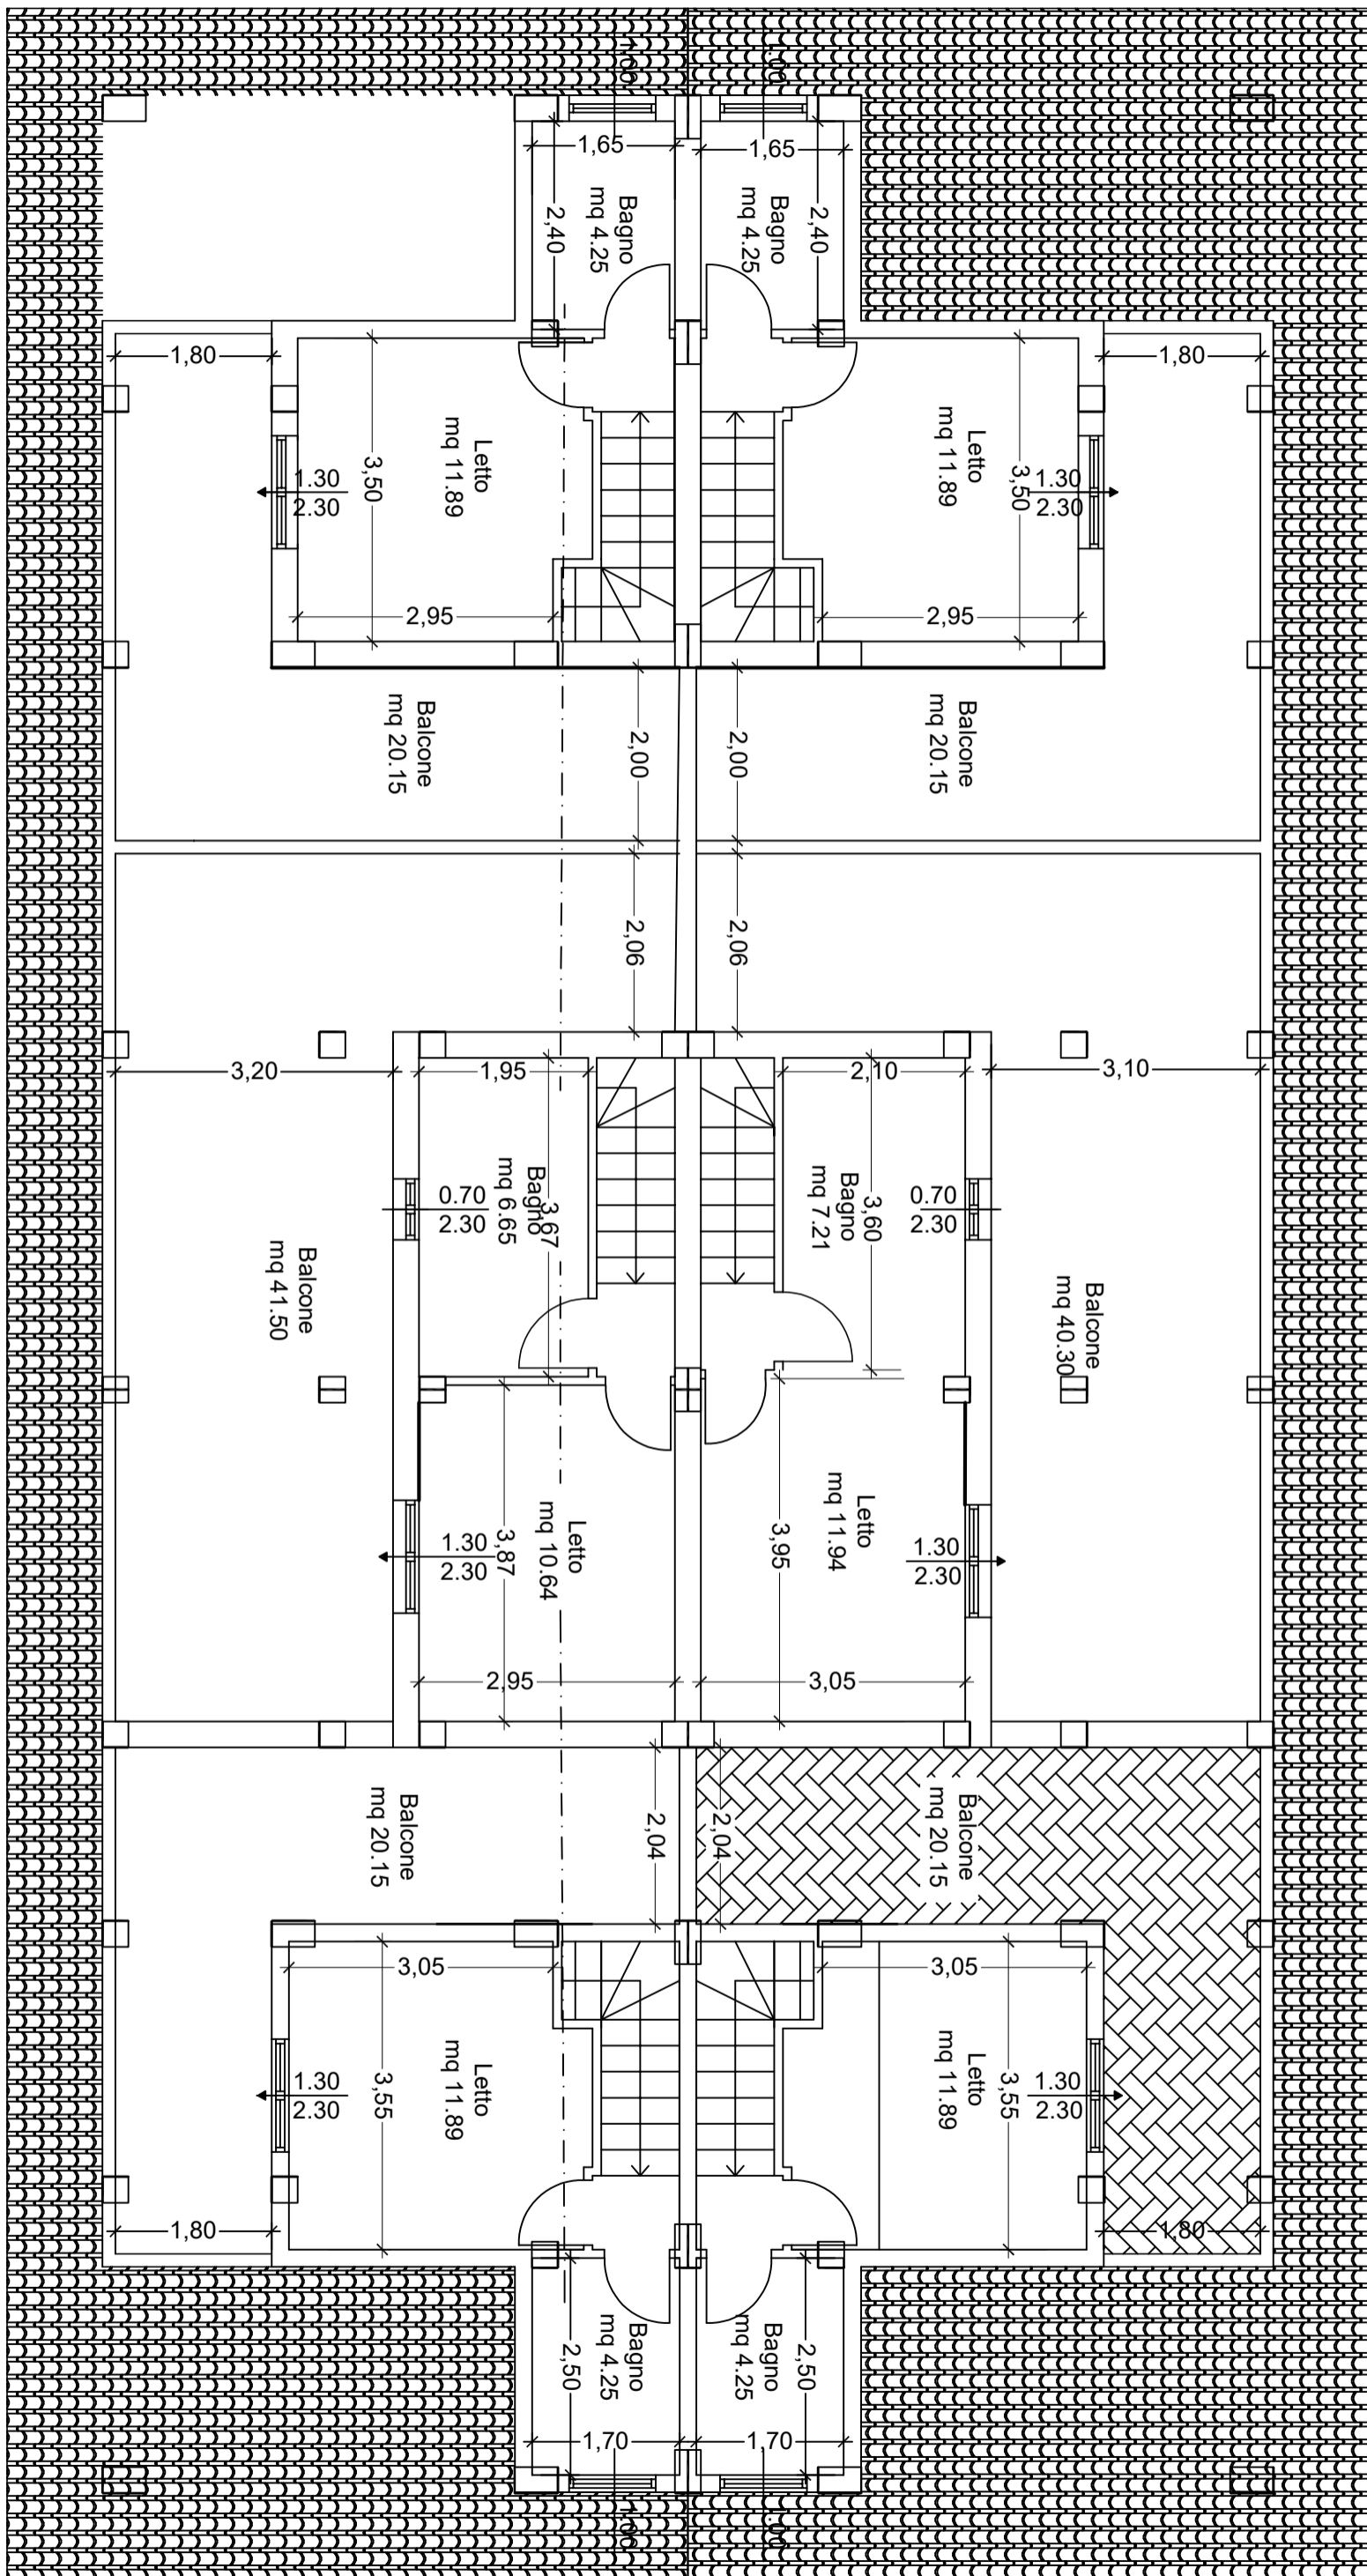 1.00
1.00
1,65
1,65
Bagno
mq 4.25
Bagno
mq 4.25
2,40
2,40
1,80
1,80
Letto
mq 11.89
Letto
mq 11.89
3,50
3,50
1.30
2.30
1.30
2.30
2,95
2,95
Balcone
mq 20.15
Balcone
mq 20.15
2,00
2,00
2,06
2,06
3,20
1,95
2,10
3,10
Bagno
mq 6.65
3,67
Bagno
mq 7.21
3,60
0.70
2.30
0.70
2.30
Balcone
mq 41.50
Balcone
mq 40.30
Letto
mq 10.64
Letto
mq 11.94
3,87
3,95
1.30
2.30
1.30
2.30
2,95
3,05
Balcone
mq 20.15
Balcone
mq 20.15
2,04
2,04
3,05
3,05
Letto
mq 11.89
Letto
mq 11.89
3,55
3,55
1.30
2.30
1.30
2.30
1,80
1,80
Bagno
mq 4.25
Bagno
mq 4.25
2,50
2,50
1,70
1,70
1.00
1.00